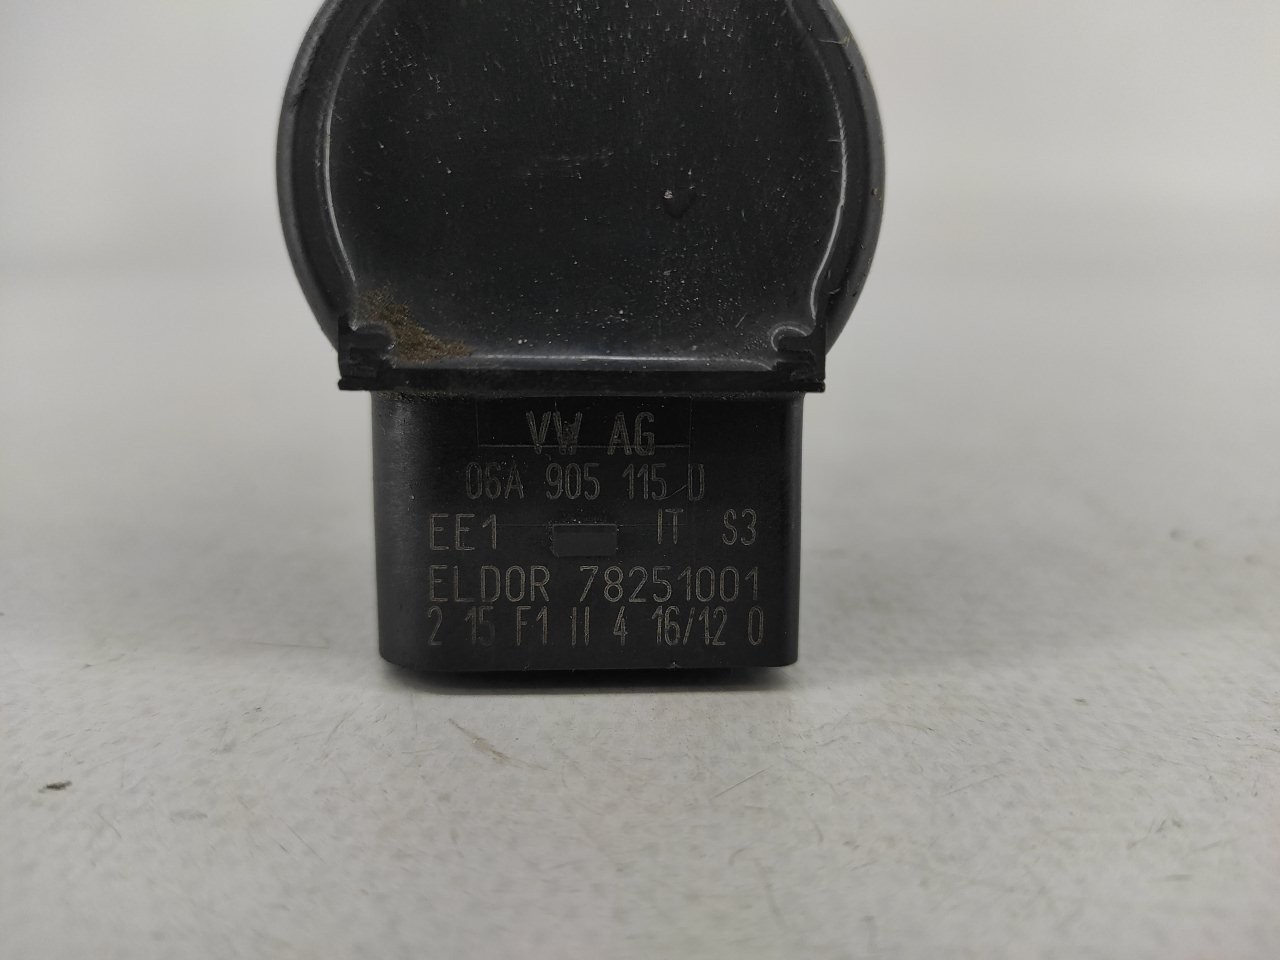 VW AG
06A 905 115 D
EE1 IT S3
ELDOR 78251001
2 15 F1 II 4 16/12 0